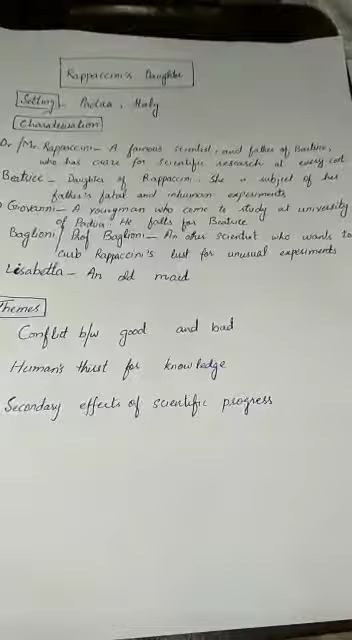 Rappaccini's Daughter
Setting - Padua, Italy
Characterization
Dr/Mr. Rappaccini - A famous scientist, and father of Beatrice,
who has craze for scientific research at every cost
Beatrice - Daughter of Rappaccini. She is subject of her
father's fatal and inhuman experiments
Giovanni - A youngman who come to study at university
of Padua. He falls for Beatrice
Baglioni / Prof Baglioni - An other scientist who wants to
curb Rappaccini's lust for unusual experiments
Lisabetta - An old maid
Themes
Conflict b/w good and bad
Human's thirst for knowledge
Secondary effects of scientific progress